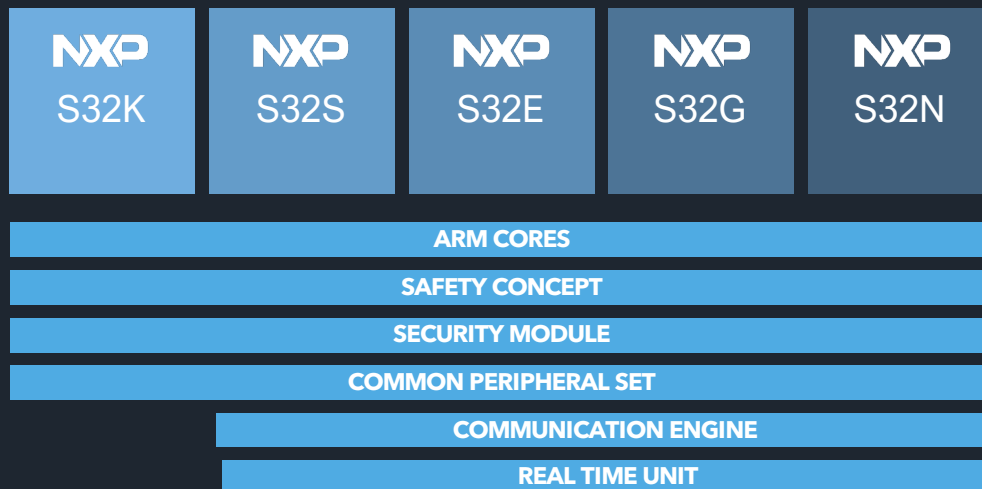 NXP NXP NXP NXP NXP
S32K S32S S32E S32G S32N
ARM CORES
SAFETY CONCEPT
SECURITY MODULE
COMMON PERIPHERAL SET
COMMUNICATION ENGINE
REAL TIME UNIT